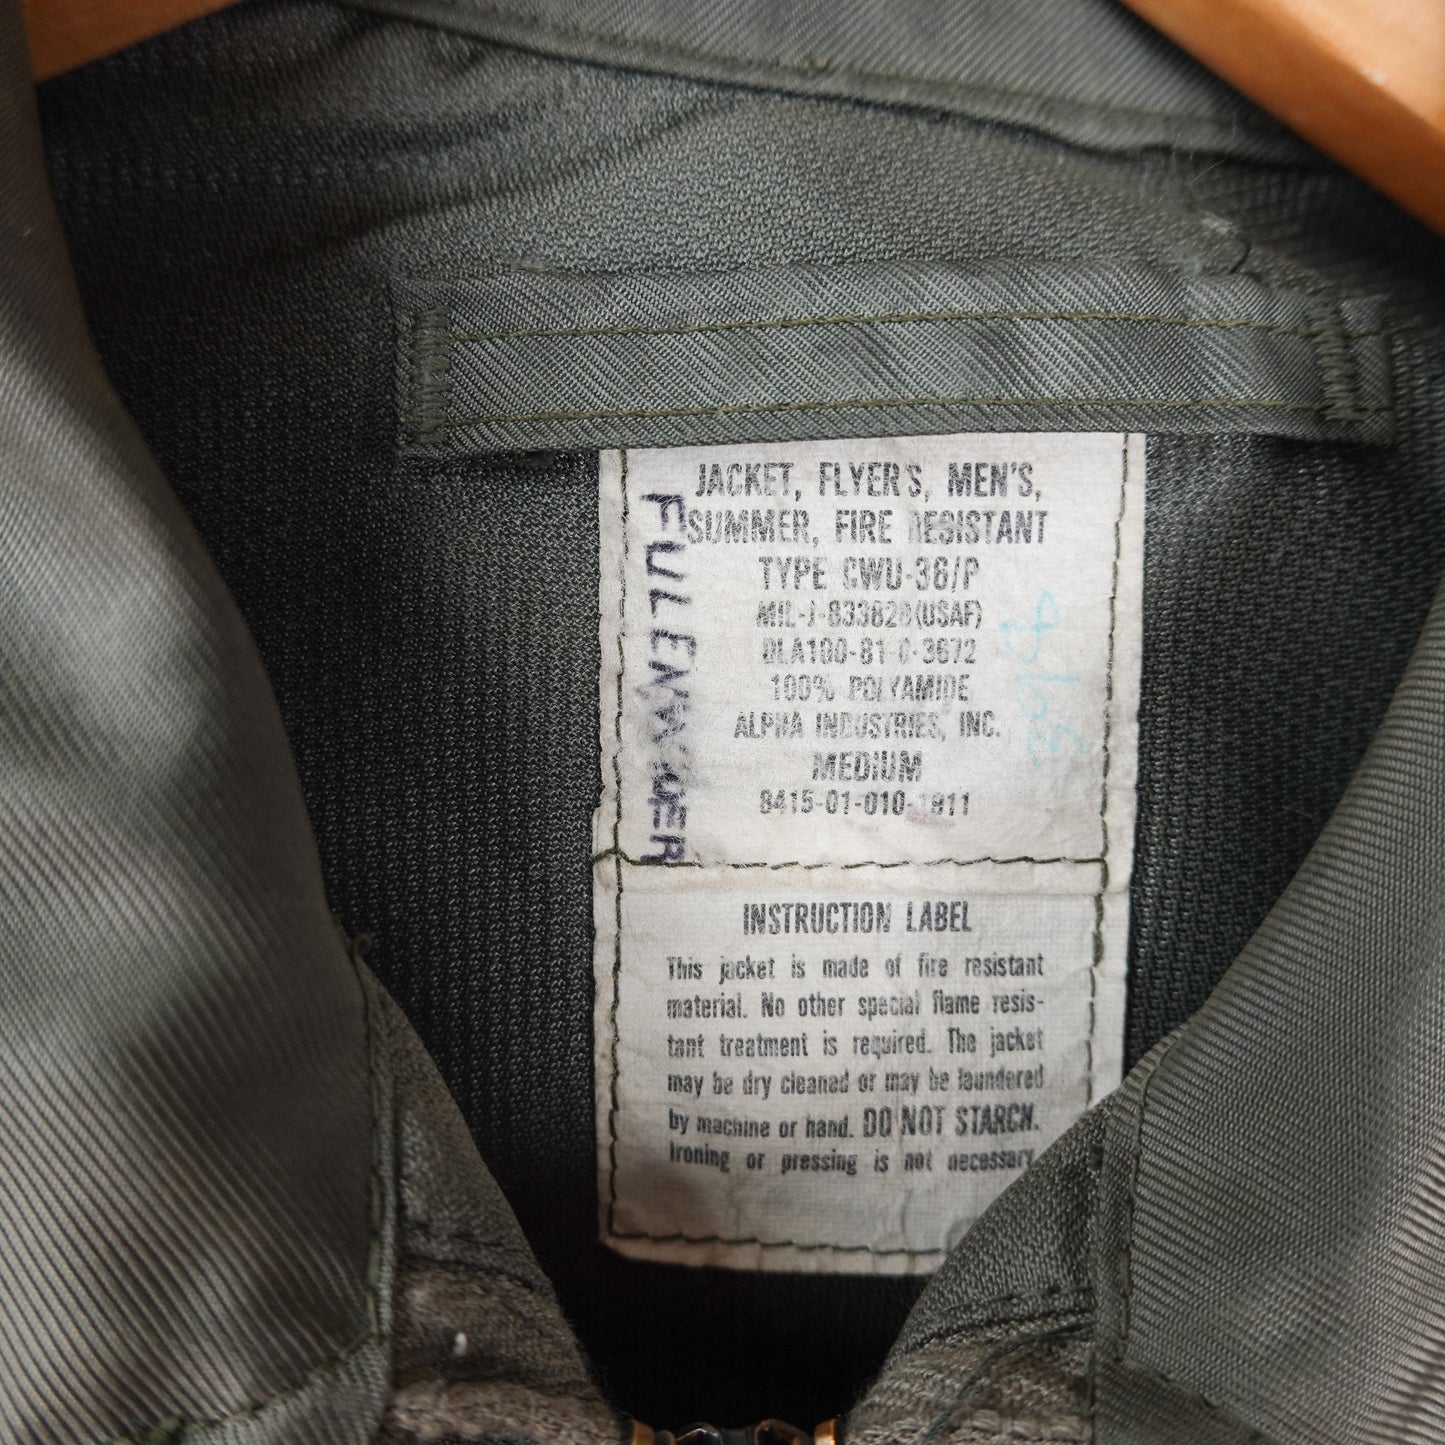 JACKET, FLYER'S, MEN'S,
SUMMER, FIRE RESISTANT
TYPE CWU-36/P
MIL-J-83382B(USAF)
DLA100-81-C-3672
100% POLYAMIDE
ALPHA INDUSTRIES, INC.
MEDIUM
8415-01-010-1911
INSTRUCTION LABEL
This jacket is made of fire resistant
material. No other special flame resis-
tant treatment is required. The jacket
may be dry cleaned or may be laundered
by machine or hand. DO NOT STARCH.
Ironing or pressing is not necessary